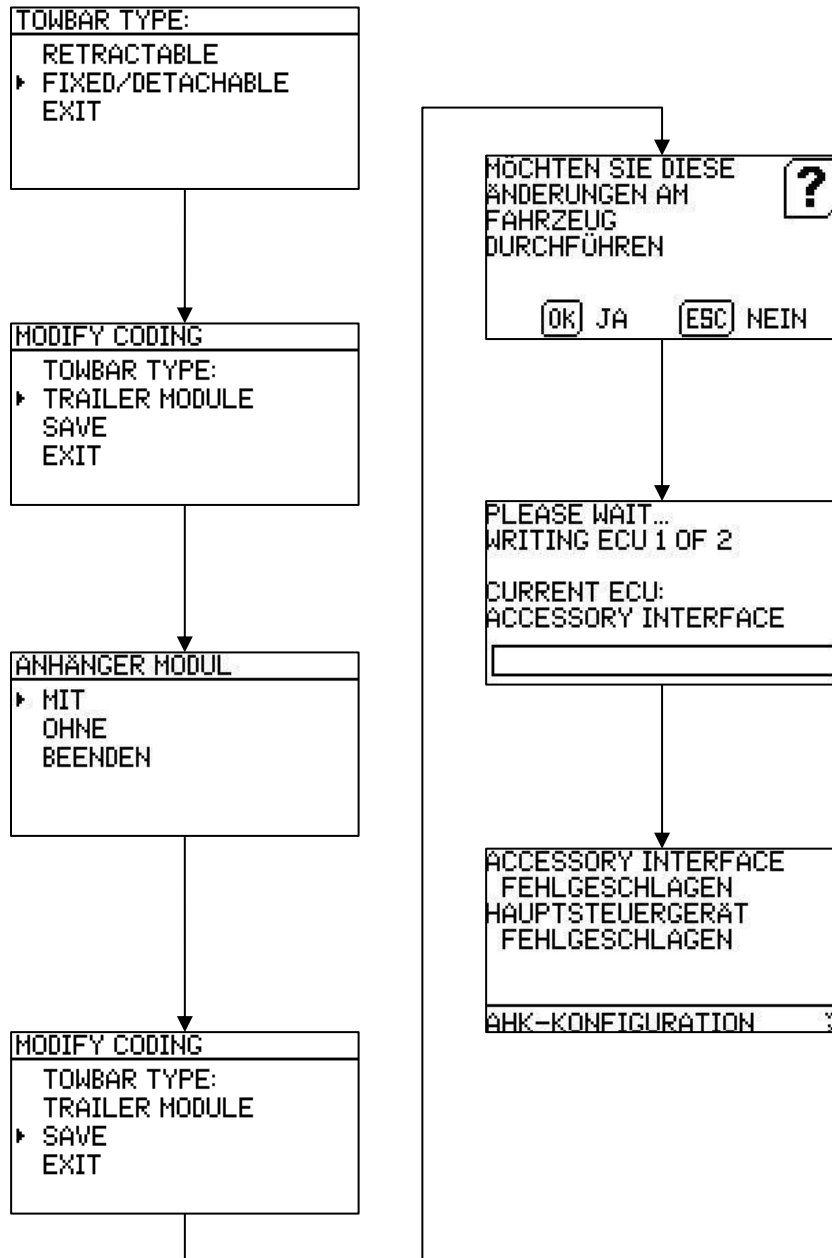 TOWBAR TYPE:
RETRACTABLE
FIXED/DETACHABLE
EXIT
MODIFY CODING
TOWBAR TYPE:
TRAILER MODULE
SAVE
EXIT
ANHÄNGER MODUL
MIT
OHNE
BEENDEN
MODIFY CODING
TOWBAR TYPE:
TRAILER MODULE
SAVE
EXIT
MÖCHTEN SIE DIESE
ÄNDERUNGEN AM
FAHRZEUG
DURCHFÜHREN
?
OK JA ESC NEIN
PLEASE WAIT...
WRITING ECU 1 OF 2
CURRENT ECU:
ACCESSORY INTERFACE
ACCESSORY INTERFACE
FEHLGESCHLAGEN
HAUPTSTEUERGERÄT
FEHLGESCHLAGEN
AHK-KONFIGURATION